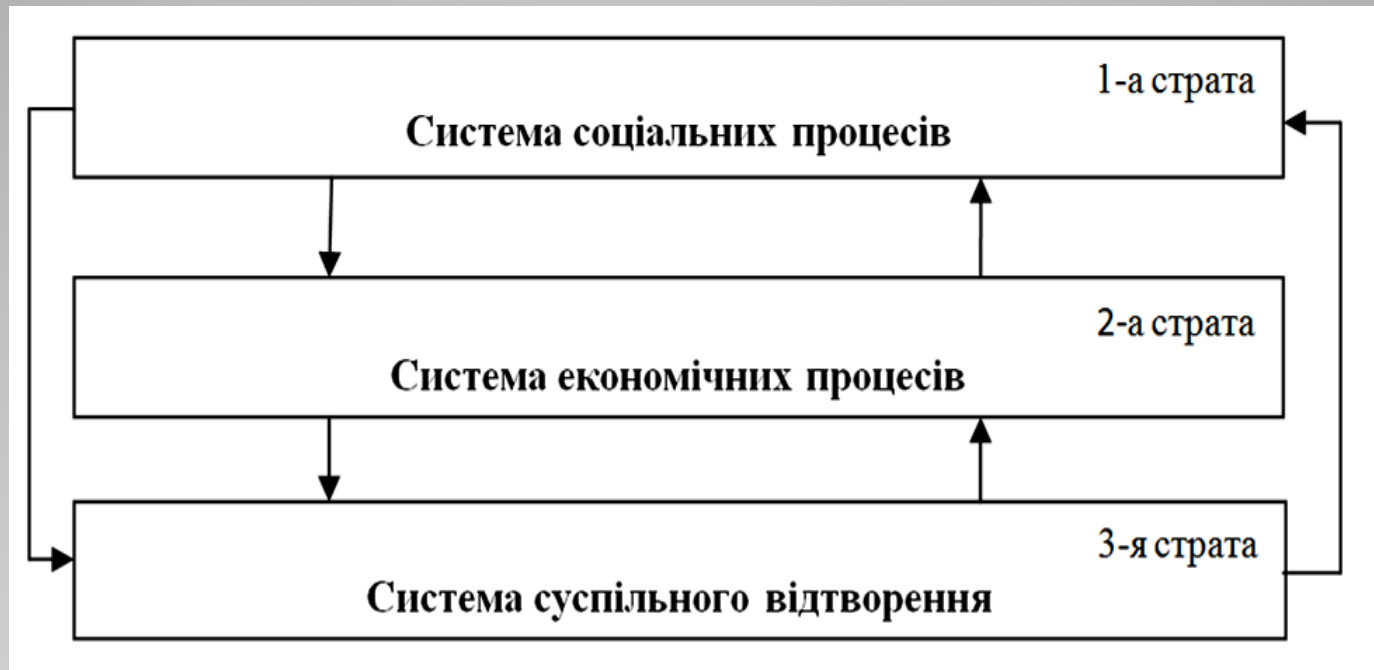 1-а страта
Система соціальних процесів
2-а страта
Система економічних процесів
3-я страта
Система суспільного відтворення